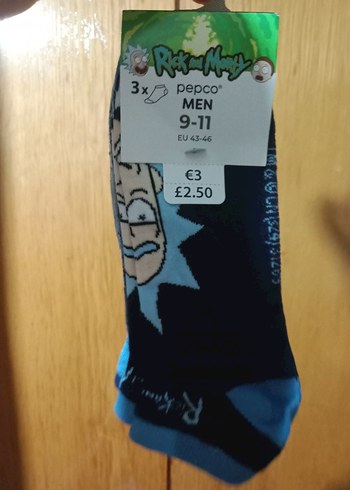 Rick and Morty
3x pepco®
MEN
9-11
EU 43-46
€3
£2.50